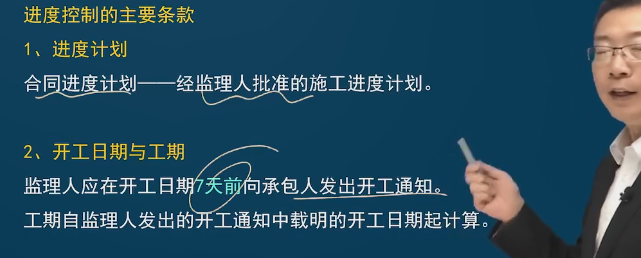 进度控制的主要条款
1、进度计划
合同进度计划——经监理人批准的施工进度计划。
2、开工日期与工期
监理人应在开工日期7天前向承包人发出开工通知。
工期自监理人发出的开工通知中载明的开工日期起计算。